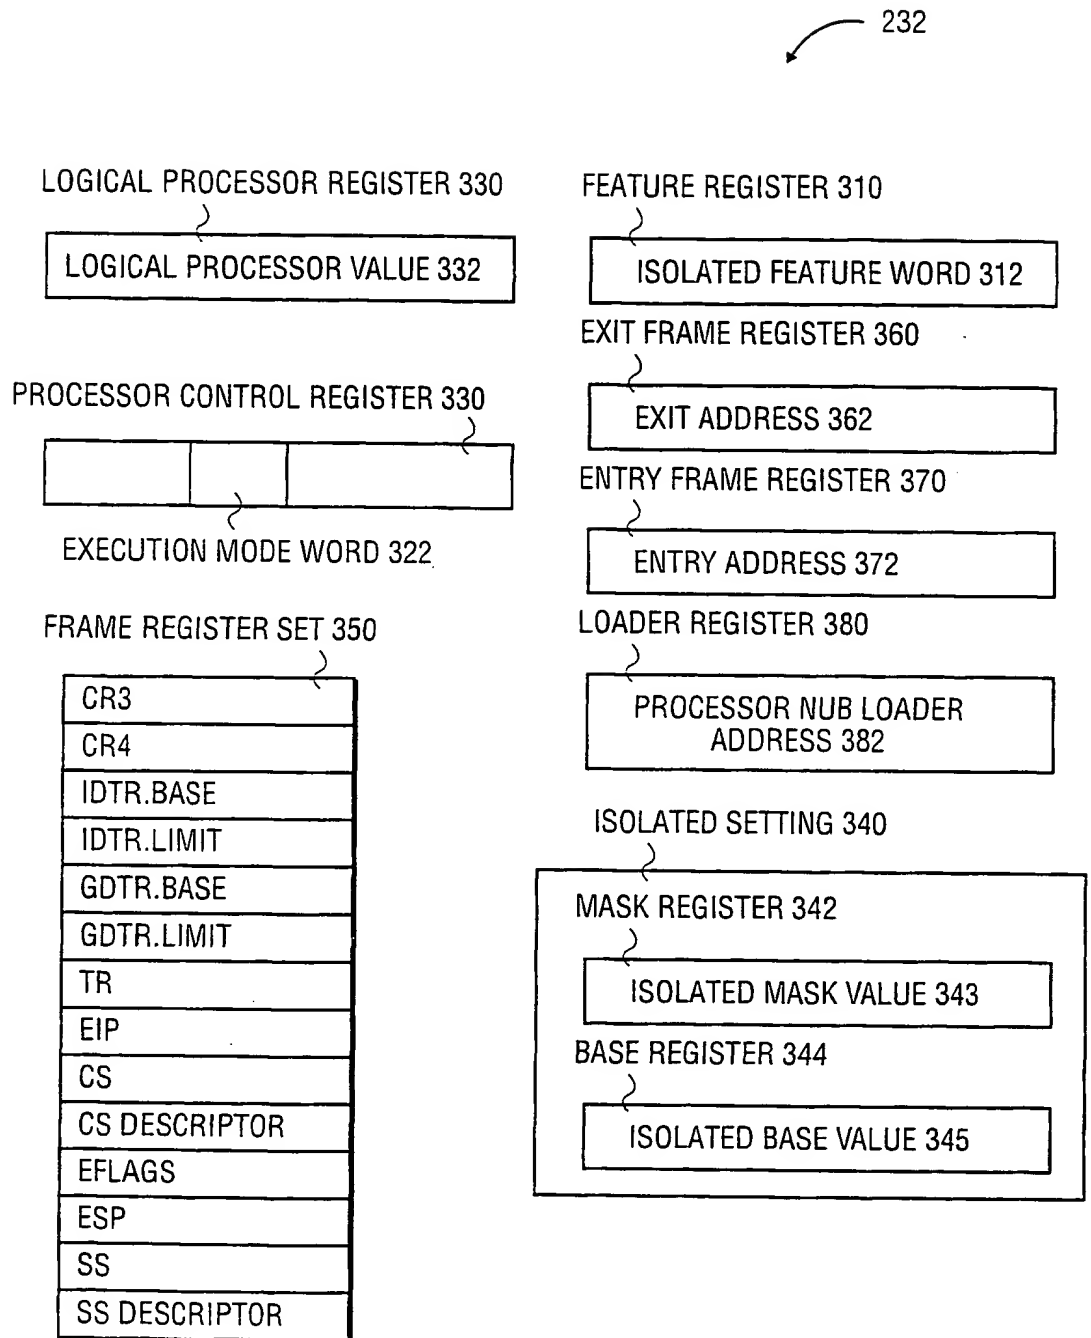 232
LOGICAL PROCESSOR REGISTER 330
LOGICAL PROCESSOR VALUE 332
PROCESSOR CONTROL REGISTER 330
EXECUTION MODE WORD 322
FRAME REGISTER SET 350
CR3
CR4
IDTR.BASE
IDTR.LIMIT
GDTR.BASE
GDTR.LIMIT
TR
EIP
CS
CS DESCRIPTOR
EFLAGS
ESP
SS
SS DESCRIPTOR
FEATURE REGISTER 310
ISOLATED FEATURE WORD 312
EXIT FRAME REGISTER 360
EXIT ADDRESS 362
ENTRY FRAME REGISTER 370
ENTRY ADDRESS 372
LOADER REGISTER 380
PROCESSOR NUB LOADER
ADDRESS 382
ISOLATED SETTING 340
MASK REGISTER 342
ISOLATED MASK VALUE 343
BASE REGISTER 344
ISOLATED BASE VALUE 345